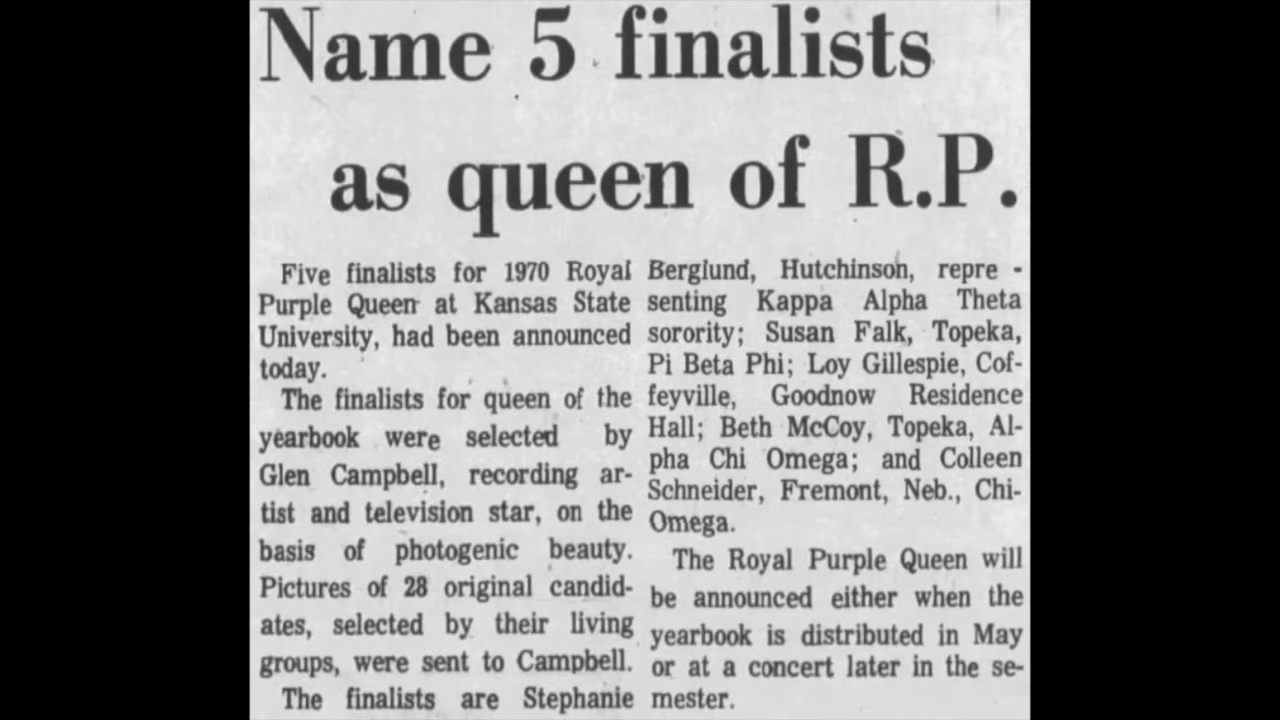 Name 5 finalists
as queen of R.P.
Five finalists for 1970 Royal
Purple Queen at Kansas State
University, had been announced
today.
The finalists for queen of the
yearbook were selected by
Glen Campbell, recording ar-
tist and television star, on the
basis of photogenic beauty.
Pictures of 28 original candid-
ates, selected by their living
groups, were sent to Campbell.
The finalists are Stephanie
Berglund, Hutchinson, repre -
senting Kappa Alpha Theta
sorority; Susan Falk, Topeka,
Pi Beta Phi; Loy Gillespie, Cof-
feyville, Goodnow Residence
Hall; Beth McCoy, Topeka, Al-
pha Chi Omega; and Colleen
Schneider, Fremont, Neb., Chi-
Omega.
The Royal Purple Queen will
be announced either when the
yearbook is distributed in May
or at a concert later in the se-
mester.